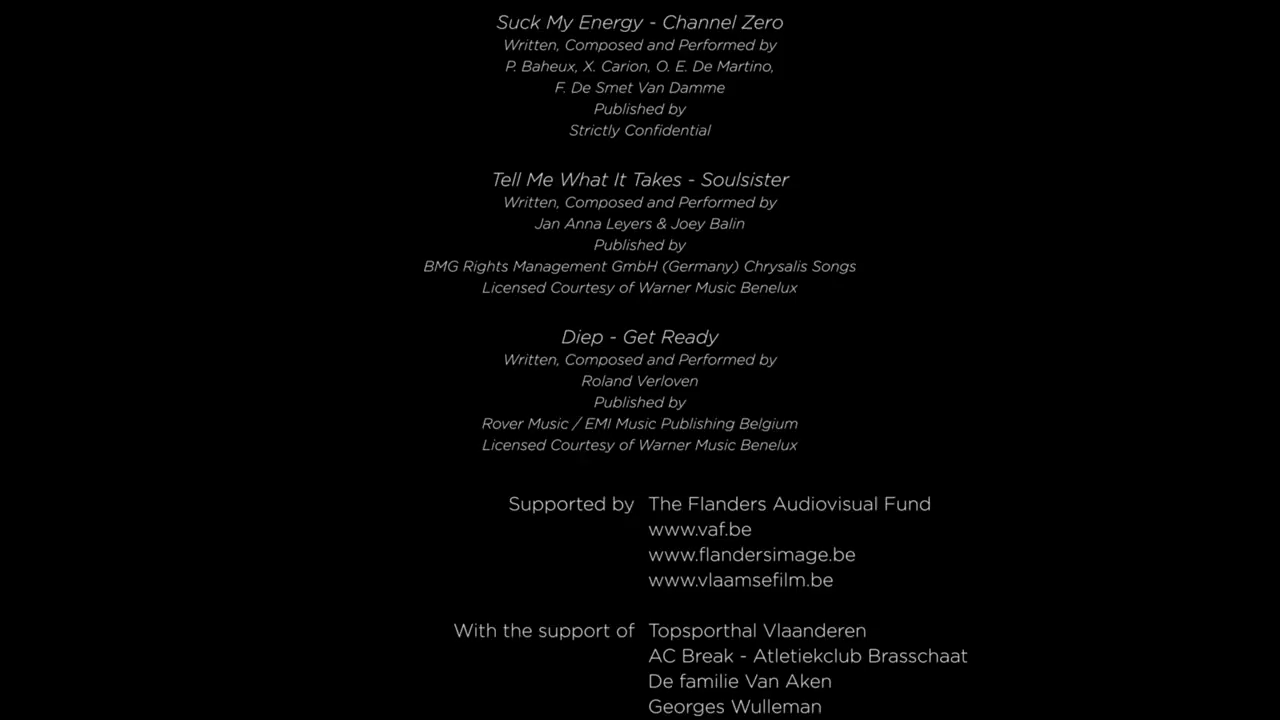 Suck My Energy - Channel Zero
Written, Composed and Performed by
P. Baheux, X. Carion, O. E. De Martino,
F. De Smet Van Damme
Published by
Strictly Confidential
Tell Me What It Takes - Soulsister
Written, Composed and Performed by
Jan Anna Leyers & Joey Balin
Published by
BMG Rights Management GmbH (Germany) Chrysalis Songs
Licensed Courtesy of Warner Music Benelux
Diep - Get Ready
Written, Composed and Performed by
Roland Verloven
Published by
Rover Music / EMI Music Publishing Belgium
Licensed Courtesy of Warner Music Benelux
Supported by The Flanders Audiovisual Fund
www.vaf.be
www.flandersimage.be
www.vlaamsefilm.be
With the support of Topsporthal Vlaanderen
AC Break - Atletiekclub Brasschaat
De familie Van Aken
Georges Wulleman